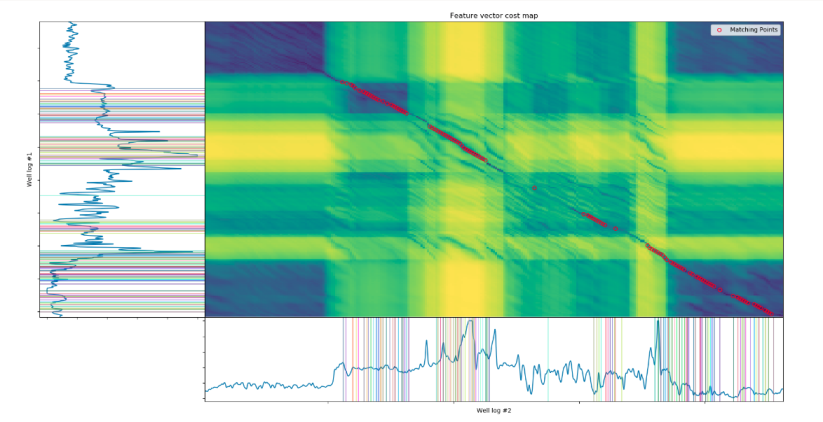 Feature vector cost map
Matching Points
Well log #1
Well log #2